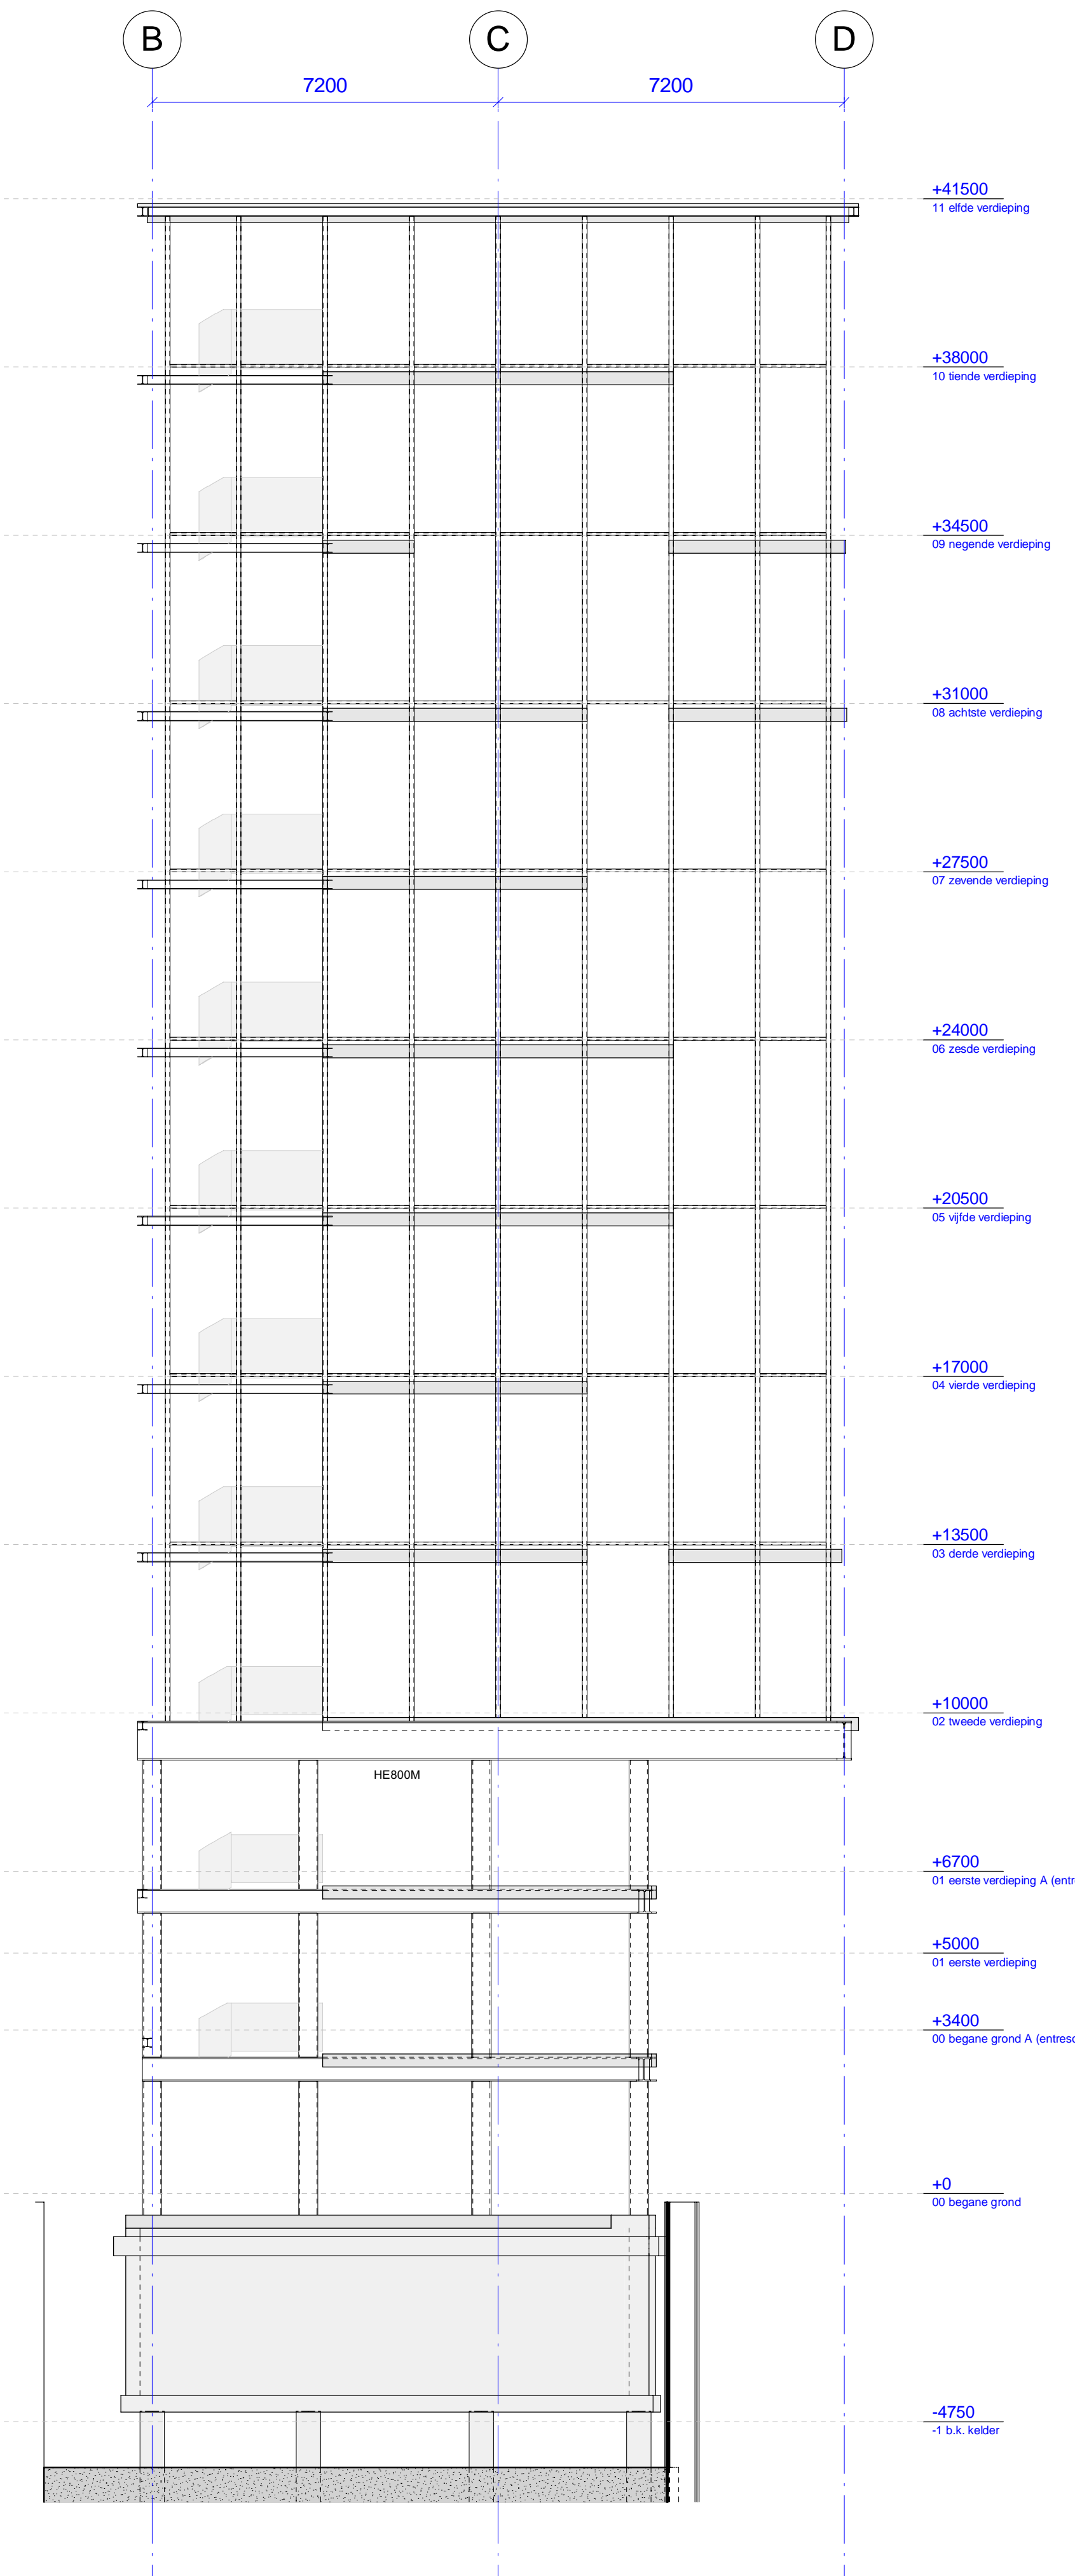 B C D
7200 7200
+41500
11 elfde verdieping
+38000
10 tiende verdieping
+34500
09 negende verdieping
+31000
08 achtste verdieping
+27500
07 zevende verdieping
+24000
06 zesde verdieping
+20500
05 vijfde verdieping
+17000
04 vierde verdieping
+13500
03 derde verdieping
+10000
02 tweede verdieping
HE800M
+6700
01 eerste verdieping A (entr
+5000
01 eerste verdieping
+3400
00 begane grond A (entreso
+0
00 begane grond
-4750
-1 b.k. kelder